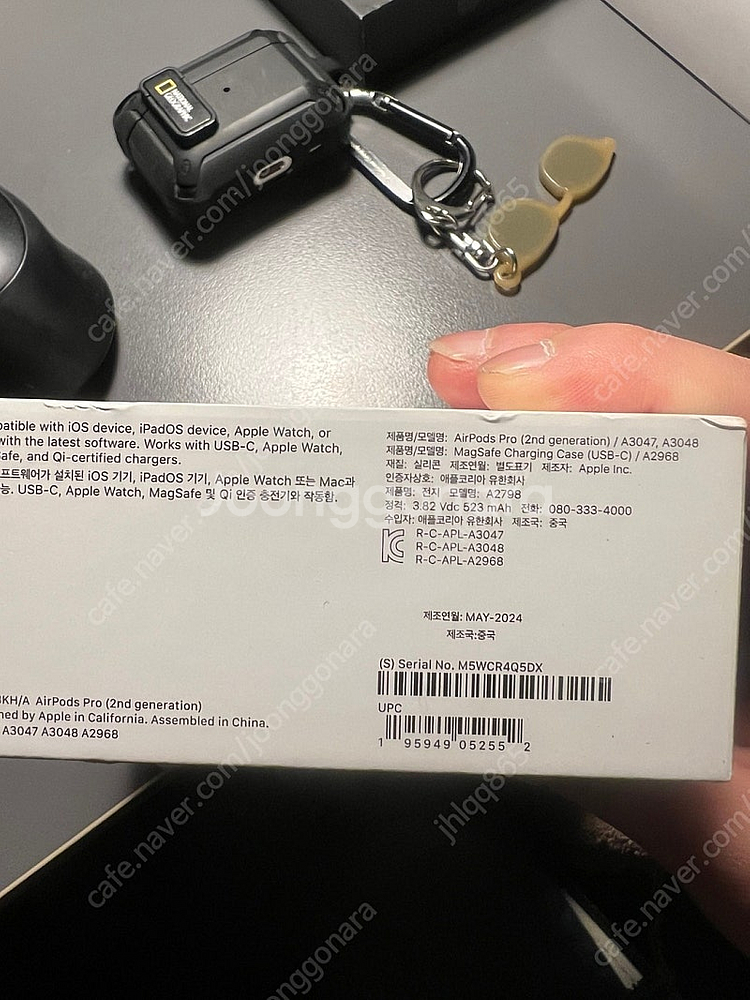 NATIONAL
GEOGRAPHIC
patible with iOS device, iPadOS device, Apple Watch, or
with the latest software. Works with USB-C, Apple Watch,
Safe, and Qi-certified chargers.
프트웨어가 설치된 iOS 기기, iPadOS 기기, Apple Watch 또는 Mac과
능. USB-C, Apple Watch, MagSafe 및 Qi 인증 충전기와 작동함.
KH/A AirPods Pro (2nd generation)
ned by Apple in California. Assembled in China.
A3047 A3048 A2968
제품명/모델명: AirPods Pro (2nd generation) / A3047, A3048
제품명/모델명: MagSafe Charging Case (USB-C) / A2968
재질: 실리콘 제조연월: 별도표기 제조자: Apple Inc.
인증자상호: 애플코리아 유한회사
제품명: 전지 모델명: A2798
정격: 3.82 Vdc 523 mAh 전화: 080-333-4000
수입자: 애플코리아 유한회사 제조국: 중국
R-C-APL-A3047
R-C-APL-A3048
R-C-APL-A2968
제조연월: MAY-2024
제조국:중국
(S) Serial No. M5WCR4Q5DX
UPC
1 95949 05255 2
joonggonara
cafe.naver.com/joonggonara
jhlqq8865